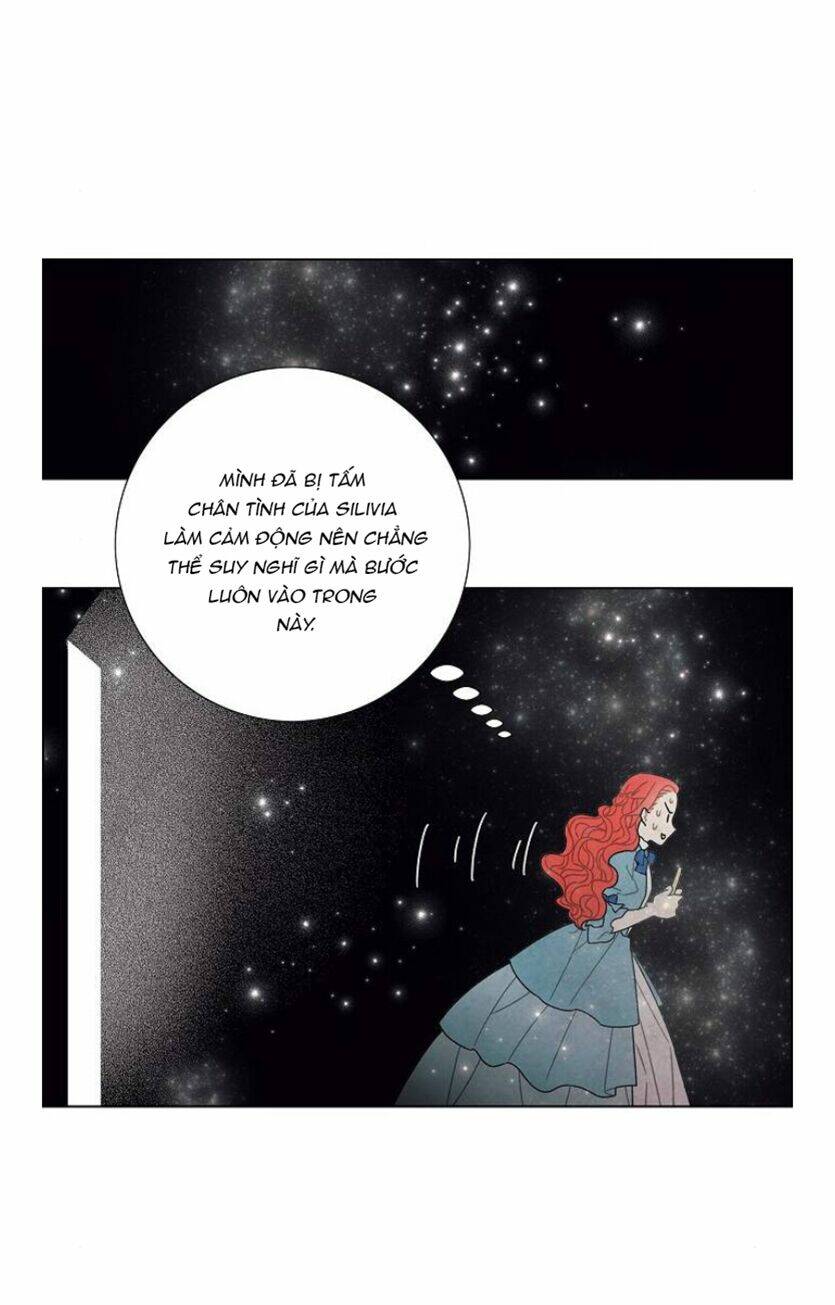 MÌNH ĐÃ BỊ TẤM
CHÂN TÌNH CỦA SILIVIA
LÀM CẢM ĐỘNG NÊN CHẲNG
THỂ SUY NGHĨ GÌ MÀ BƯỚC
LUÔN VÀO TRONG
NÀY.